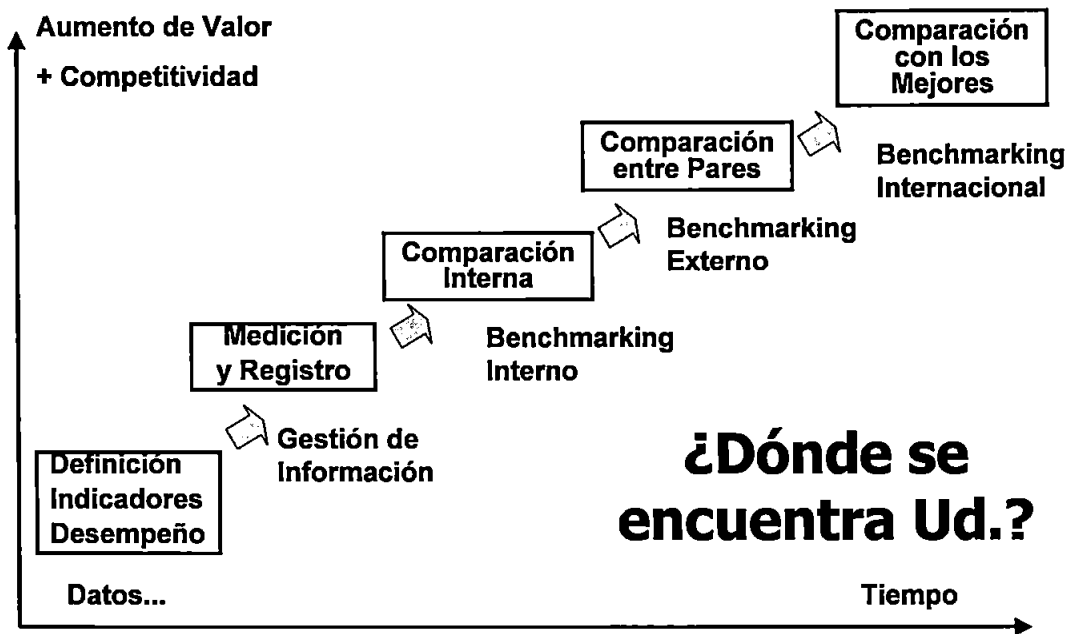 Aumento de Valor
+ Competitividad
Comparación
con los
Mejores
Comparación
entre Pares
Benchmarking
Internacional
Comparación
Interna
Benchmarking
Externo
Medición
y Registro
Benchmarking
Interno
Definición
Indicadores
Desempeño
Gestión de
Información
¿Dónde se
encuentra Ud.?
Datos...
Tiempo